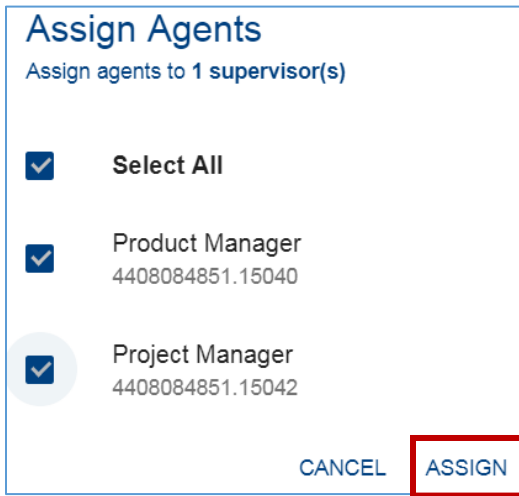 Assign Agents
Assign agents to 1 supervisor(s)
Select All
Product Manager
4408084851.15040
Project Manager
4408084851.15042
CANCEL ASSIGN